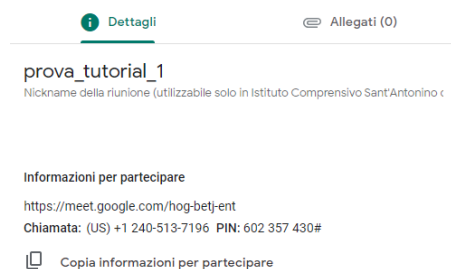 Dettagli
Allegati (0)
prova_tutorial_1
Nickname della riunione (utilizzabile solo in Istituto Comprensivo Sant'Antonino
Informazioni per partecipare
https://meet.google.com/hog-betj-ent
Chiamata: (US) +1 240-513-7196 PIN: 602 357 430#
Copia informazioni per partecipare